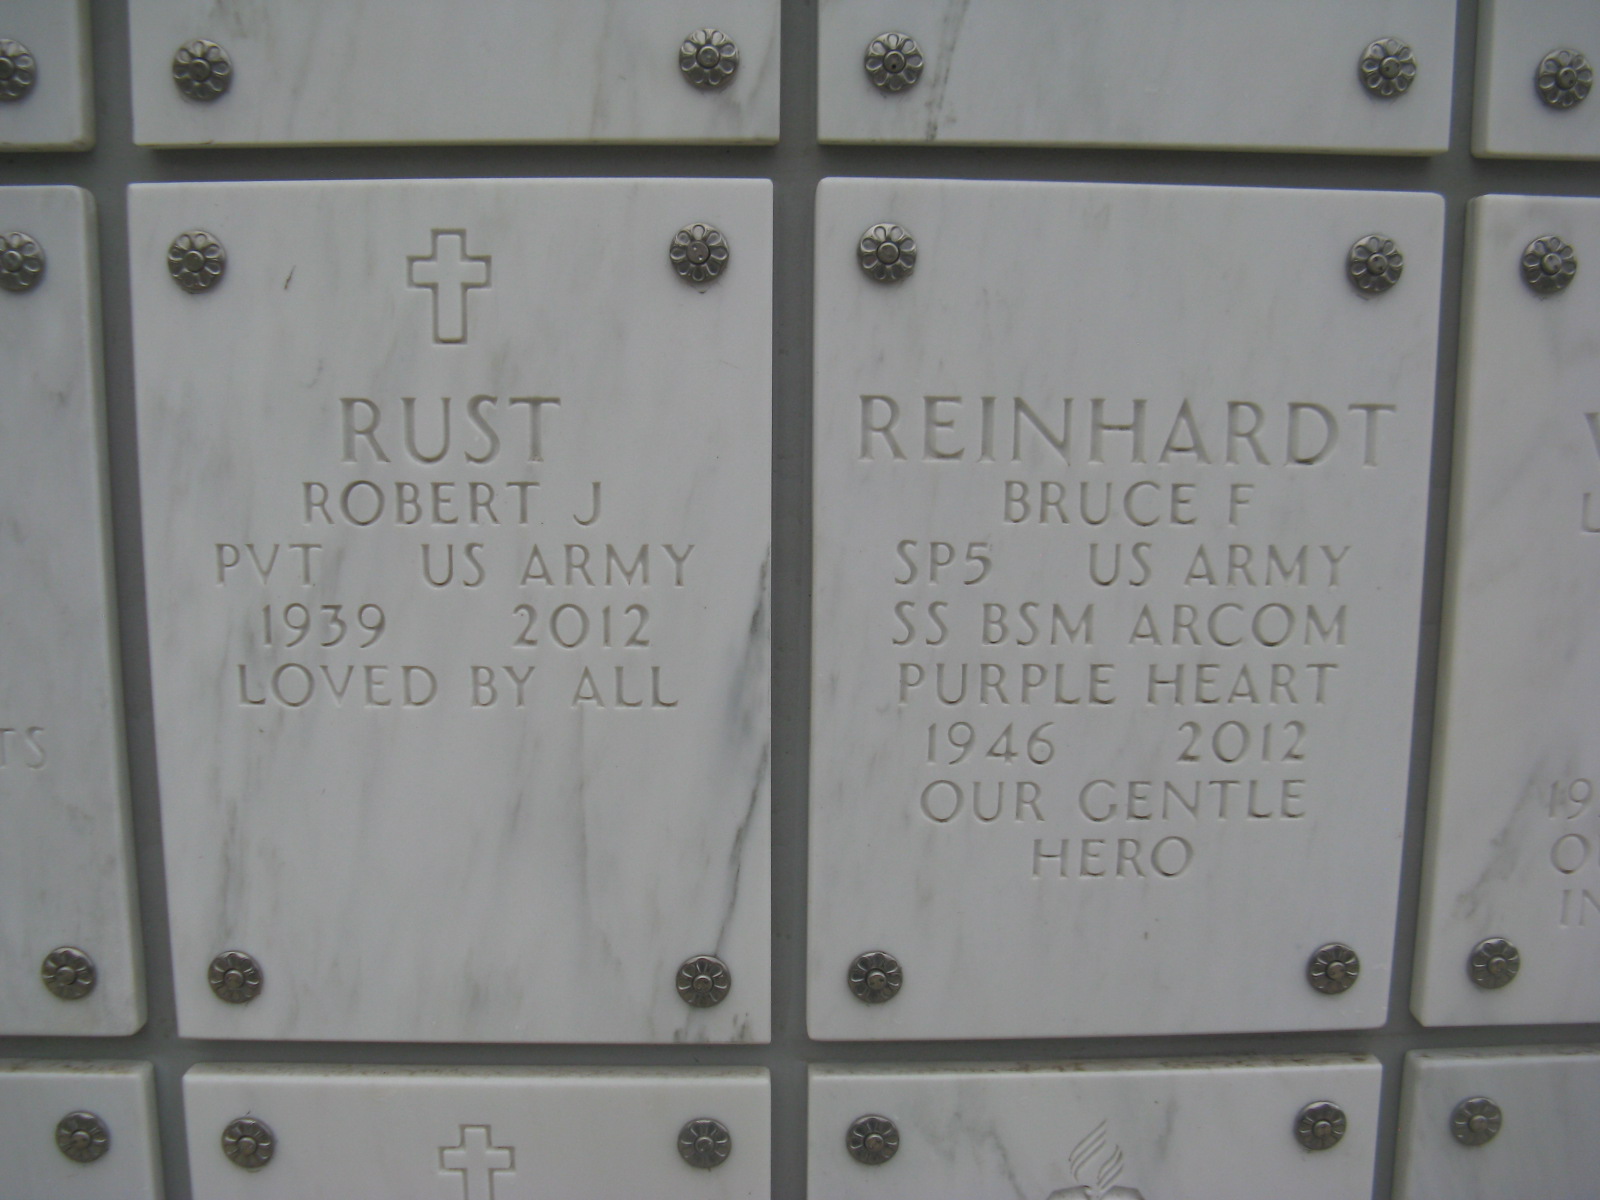 RUST
ROBERT J
PVT US ARMY
1939 2012
LOVED BY ALL
REINHARDT
BRUCE F
SP5 US ARMY
SS BSM ARCOM
PURPLE HEART
1946 2012
OUR GENTLE
HERO
TS